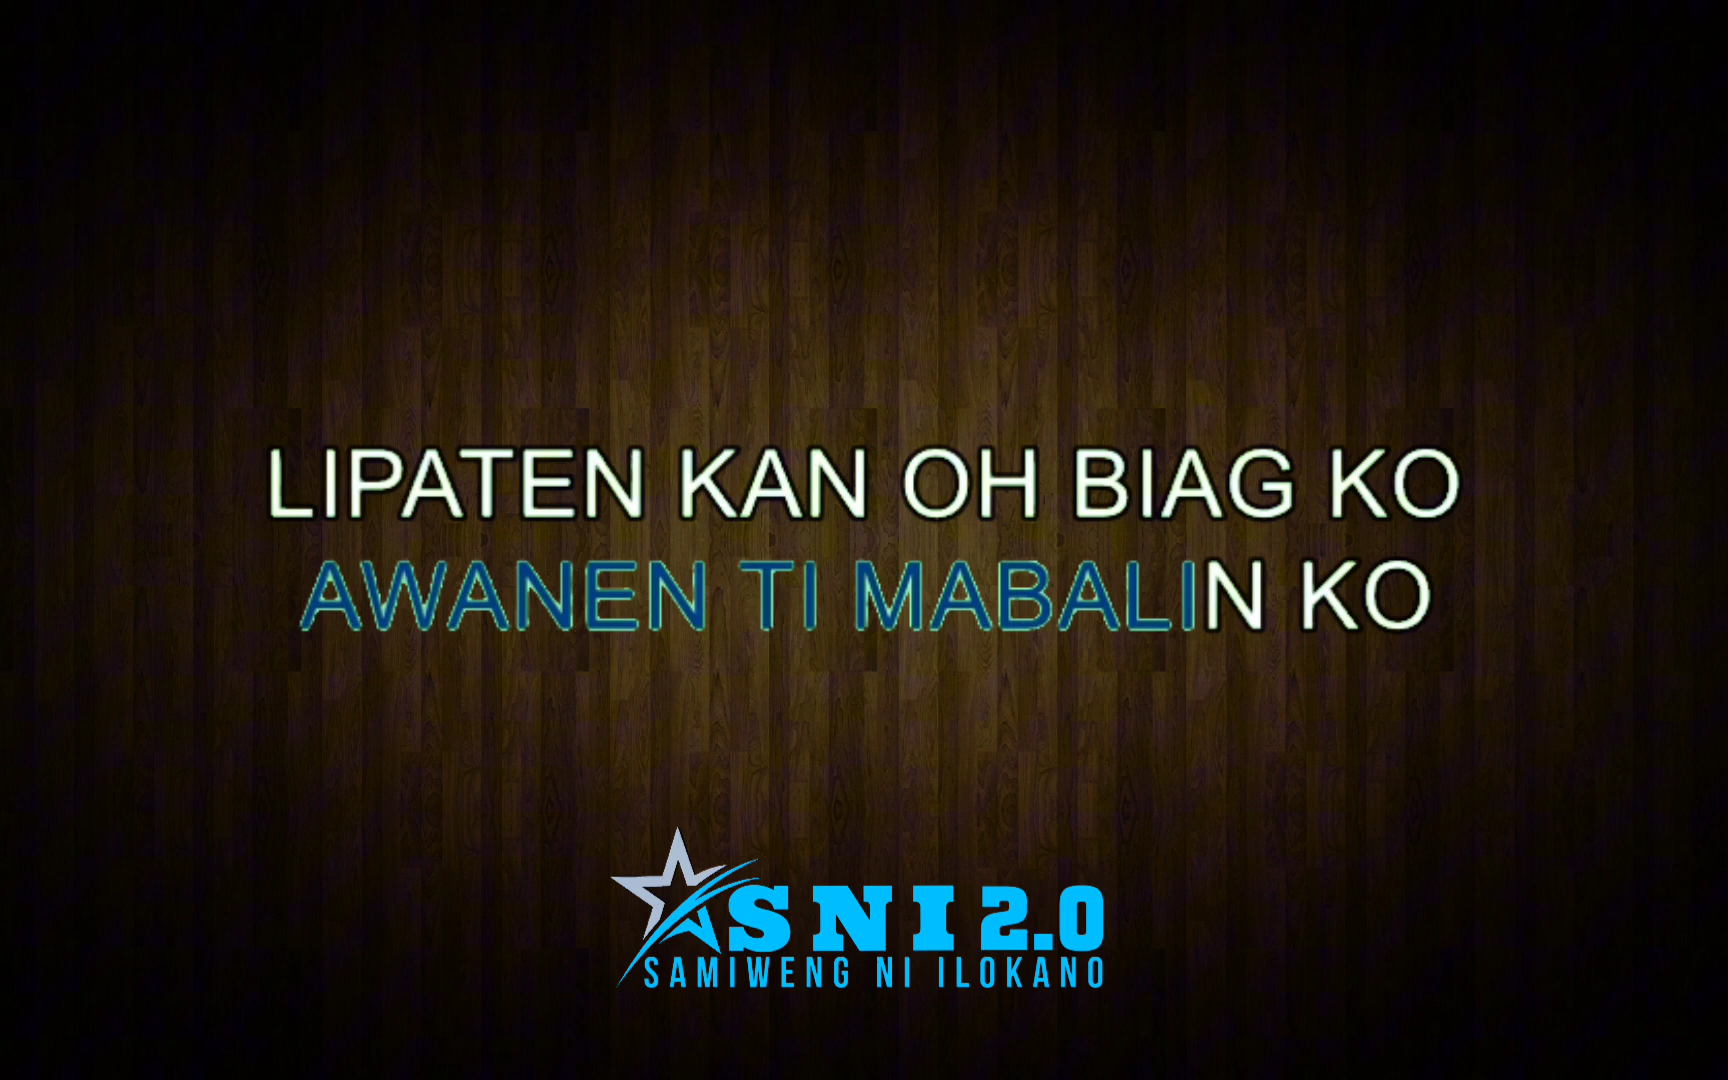 LIPATEN KAN OH BIAG KO
AWANEN TI MABALIN KO
SNI 2.0
SAMIWENG NI ILOKANO